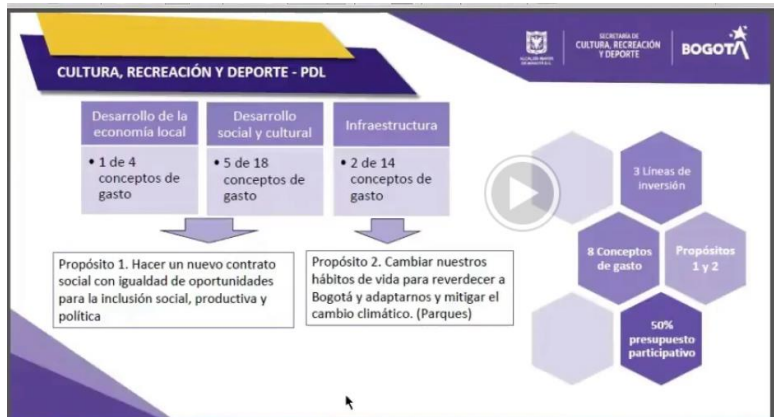 CULTURA, RECREACIÓN Y DEPORTE - PDL
SECRETARÍA DE
CULTURA, RECREACIÓN
Y DEPORTE
BOGOTÁ
Desarrollo de la
economía local
• 1 de 4
conceptos de
gasto
Desarrollo
social y cultural
• 5 de 18
conceptos de
gasto
Infraestructura
• 2 de 14
conceptos de
gasto
Propósito 1. Hacer un nuevo contrato
social con igualdad de oportunidades
para la inclusión social, productiva y
política
Propósito 2. Cambiar nuestros
hábitos de vida para reverdecer a
Bogotá y adaptarnos y mitigar el
cambio climático. (Parques)
3 Líneas de
inversión
8 Conceptos
de gasto
Propósitos
1 y 2
50%
presupuesto
participativo